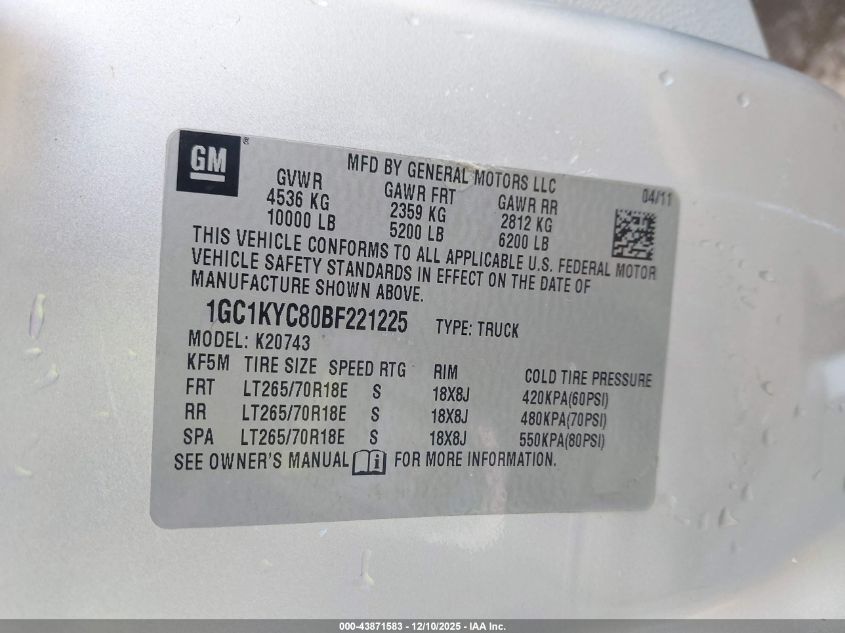 GM ®
MFD BY GENERAL MOTORS LLC
04/11
GVWR GAWR FRT GAWR RR
4536 KG 2359 KG 2812 KG
10000 LB 5200 LB 6200 LB
THIS VEHICLE CONFORMS TO ALL APPLICABLE U.S. FEDERAL MOTOR
VEHICLE SAFETY STANDARDS IN EFFECT ON THE DATE OF
MANUFACTURE SHOWN ABOVE.
1GC1KYC80BF221225 TYPE: TRUCK
MODEL: K20743
KF5M TIRE SIZE SPEED RTG RIM COLD TIRE PRESSURE
FRT LT265/70R18E S 18X8J 420KPA(60PSI)
RR LT265/70R18E S 18X8J 480KPA(70PSI)
SPA LT265/70R18E S 18X8J 550KPA(80PSI)
SEE OWNER'S MANUAL FOR MORE INFORMATION.
000-43871583 - 12/10/2025 - IAA Inc.